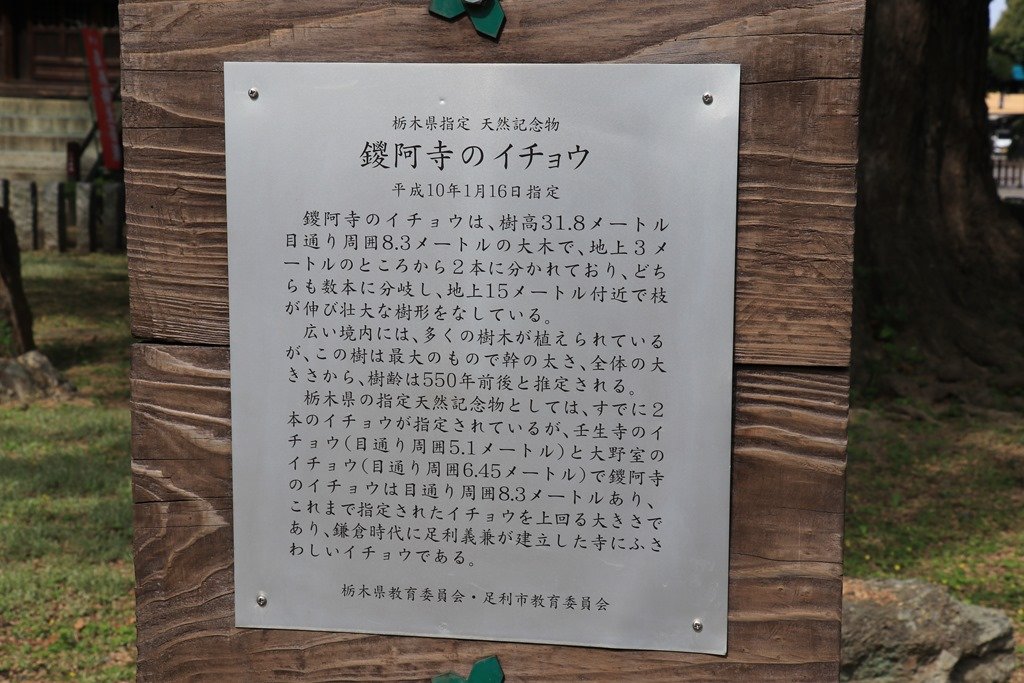 栃木県指定 天然記念物
鑁阿寺のイチョウ
平成10年1月16日指定
鑁阿寺のイチョウは、樹高31.8メートル
目通り周囲8.3メートルの大木で、地上3メ
ートルのところから2本に分かれており、どち
らも数本に分岐し、地上15メートル付近で枝
が伸び壮大な樹形をなしている。
広い境内には、多くの樹木が植えられている
が、この樹は最大のもので幹の太さ、全体の大
きさから、樹齢は550年前後と推定される。
栃木県の指定天然記念物としては、すでに2
本のイチョウが指定されているが、壬生寺のイ
チョウ(目通り周囲5.1メートル)と大野室の
イチョウ(目通り周囲6.45メートル)で鑁阿寺
のイチョウは目通り周囲8.3メートルあり、
これまで指定されたイチョウを上回る大きさで
あり、鎌倉時代に足利義兼が建立した寺にふさ
わしいイチョウである。
栃木県教育委員会・足利市教育委員会